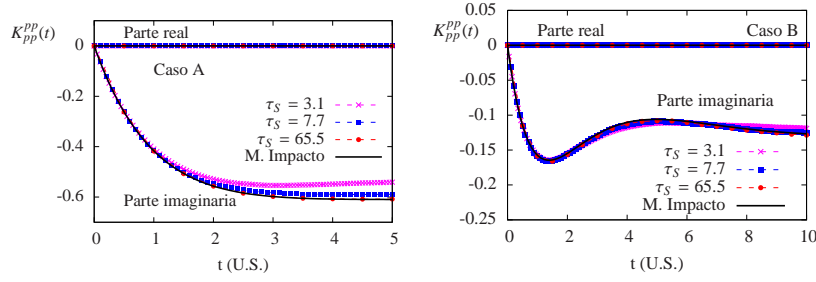 K_{pp}^{pp}(t)
0
-0.2
-0.4
-0.6
Parte real
Caso A
τ_S = 3.1
τ_S = 7.7
τ_S = 65.5
M. Impacto
Parte imaginaria
0 1 2 3 4 5
t (U.S.)
K_{pp}^{pp}(t)
0.05
0
-0.05
-0.1
-0.15
-0.2
-0.25
Parte real Caso B
Parte imaginaria
τ_S = 3.1
τ_S = 7.7
τ_S = 65.5
M. Impacto
0 2 4 6 8 10
t (U.S.)